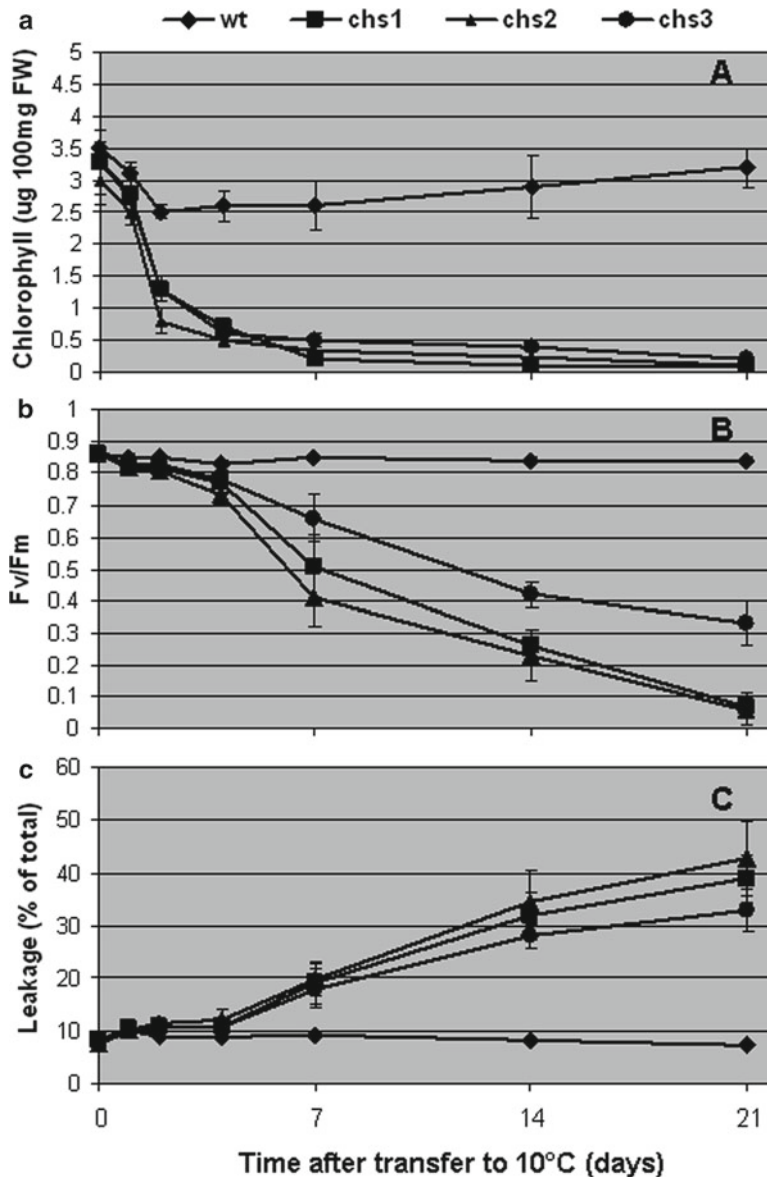 a
wt chs1 chs2 chs3
A
Chlorophyll (ug 100mg FW)
5
4.5
4
3.5
3
2.5
2
1.5
1
0.5
0
b
B
Fv/Fm
1
0.9
0.8
0.7
0.6
0.5
0.4
0.3
0.2
0.1
0
c
C
Leakage (% of total)
60
50
40
30
20
10
0
0 7 14 21
Time after transfer to 10°C (days)